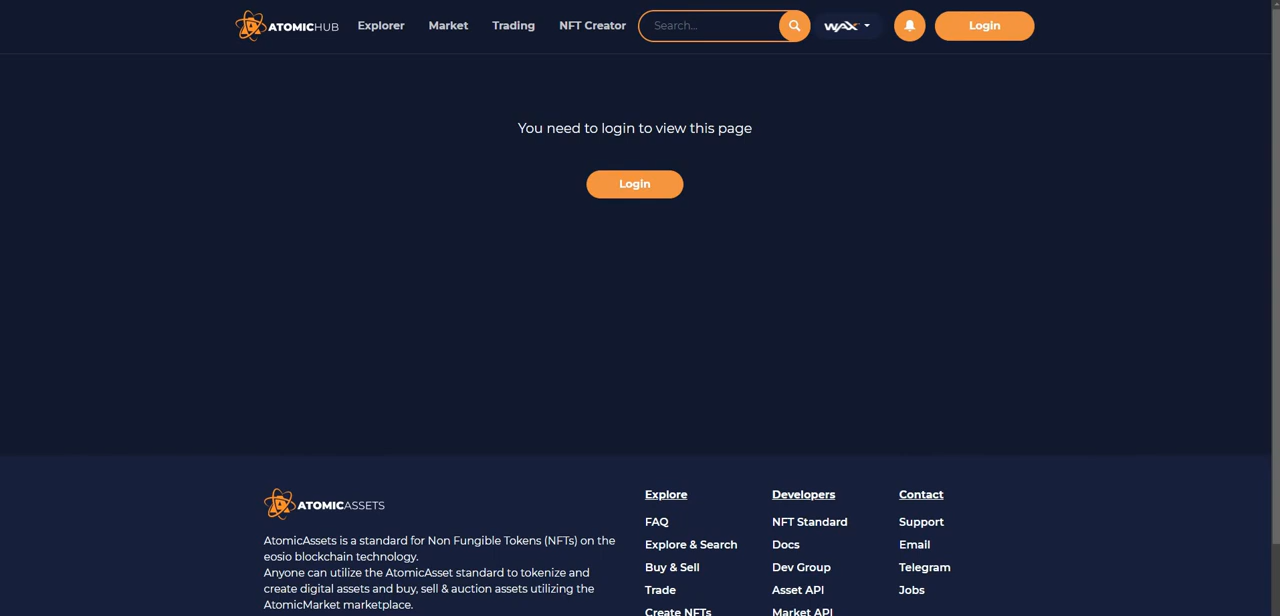 ATOMICHUB Explorer Market Trading NFT Creator Search... WAX Login
You need to login to view this page
Login
ATOMICASSETS
AtomicAssets is a standard for Non Fungible Tokens (NFTs) on the
eosio blockchain technology.
Anyone can utilize the AtomicAsset standard to tokenize and
create digital assets and buy, sell & auction assets utilizing the
AtomicMarket marketplace.
Explore
FAQ
Explore & Search
Buy & Sell
Trade
Create NFTs
Developers
NFT Standard
Docs
Dev Group
Asset API
Market API
Contact
Support
Email
Telegram
Jobs